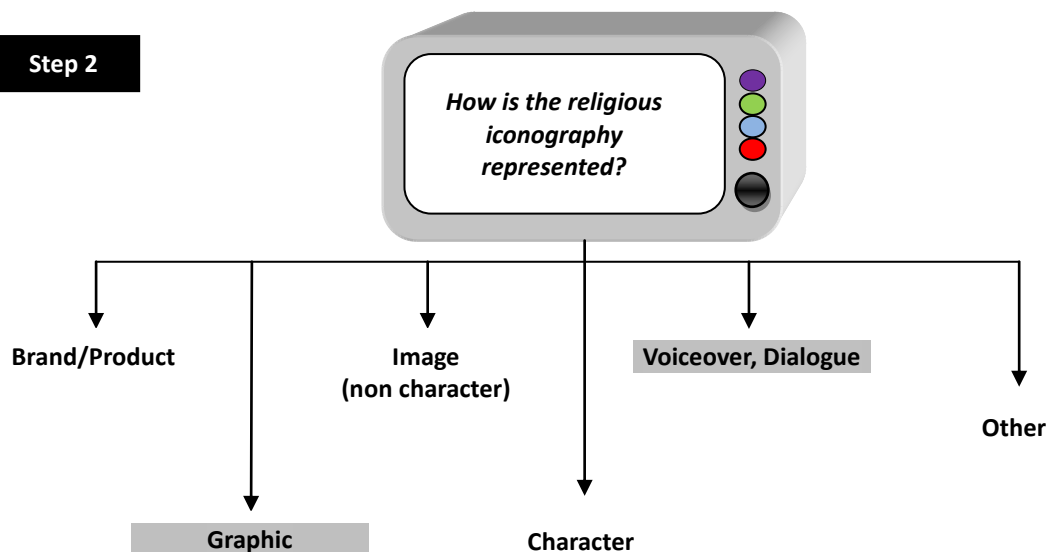 Step 2
How is the religious
iconography
represented?
Brand/Product
Image
(non character)
Voiceover, Dialogue
Other
Graphic
Character